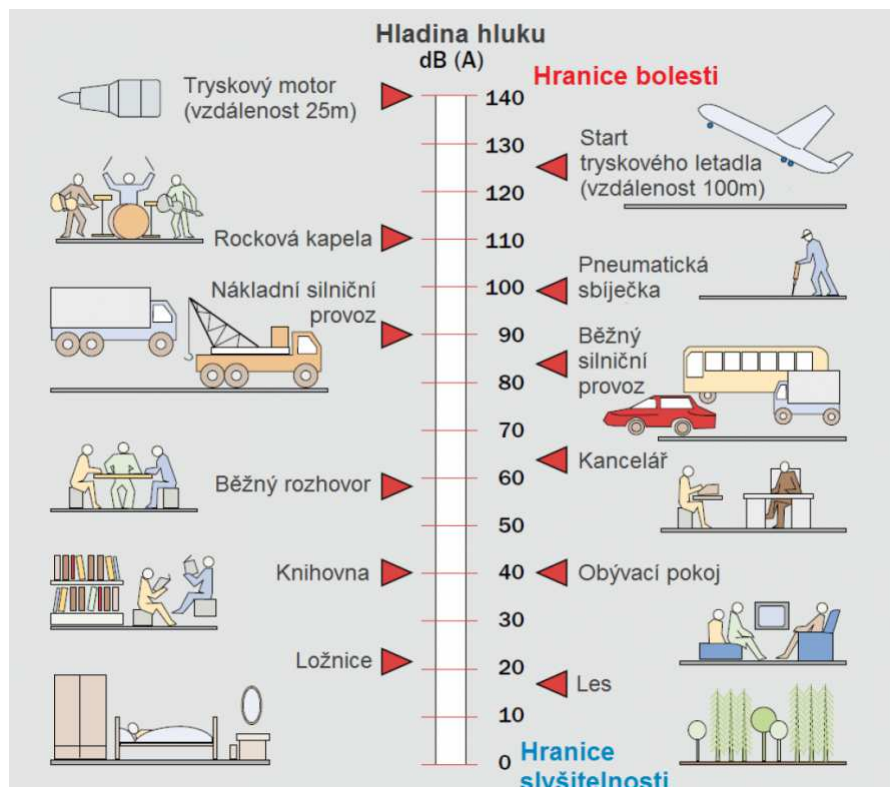 Hladina hluku
dB (A)
Hranice bolesti
Tryskový motor
(vzdálenost 25m)
140
130
Start
tryskového letadla
(vzdálenost 100m)
120
Rocková kapela
110
Pneumatická
sbíječka
100
Nákladní silniční
provoz
90
Běžný
silniční
provoz
80
70
Kancelář
60
Běžný rozhovor
50
Knihovna
40
Obývací pokoj
30
Ložnice
20
Les
10
0
Hranice
slyšitelnosti